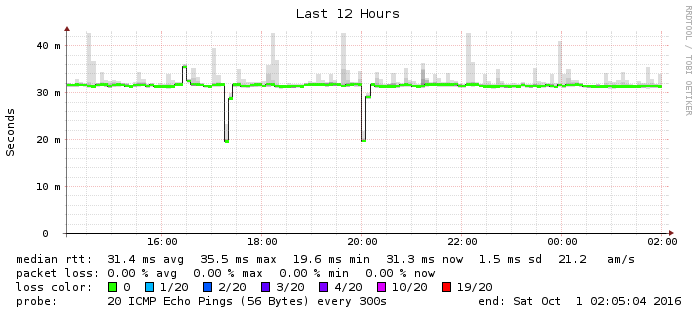 Last 12 Hours
RRDTOOL / TOBI OETIKER
Seconds
40 m
30 m
20 m
10 m
0
16:00 18:00 20:00 22:00 00:00 02:00
median rtt: 31.4 ms avg 35.5 ms max 19.6 ms min 31.3 ms now 1.5 ms sd 21.2 am/s
packet loss: 0.00 % avg 0.00 % max 0.00 % min 0.00 % now
loss color: 0 1/20 2/20 3/20 4/20 10/20 19/20
probe: 20 ICMP Echo Pings (56 Bytes) every 300s end: Sat Oct 1 02:05:04 2016